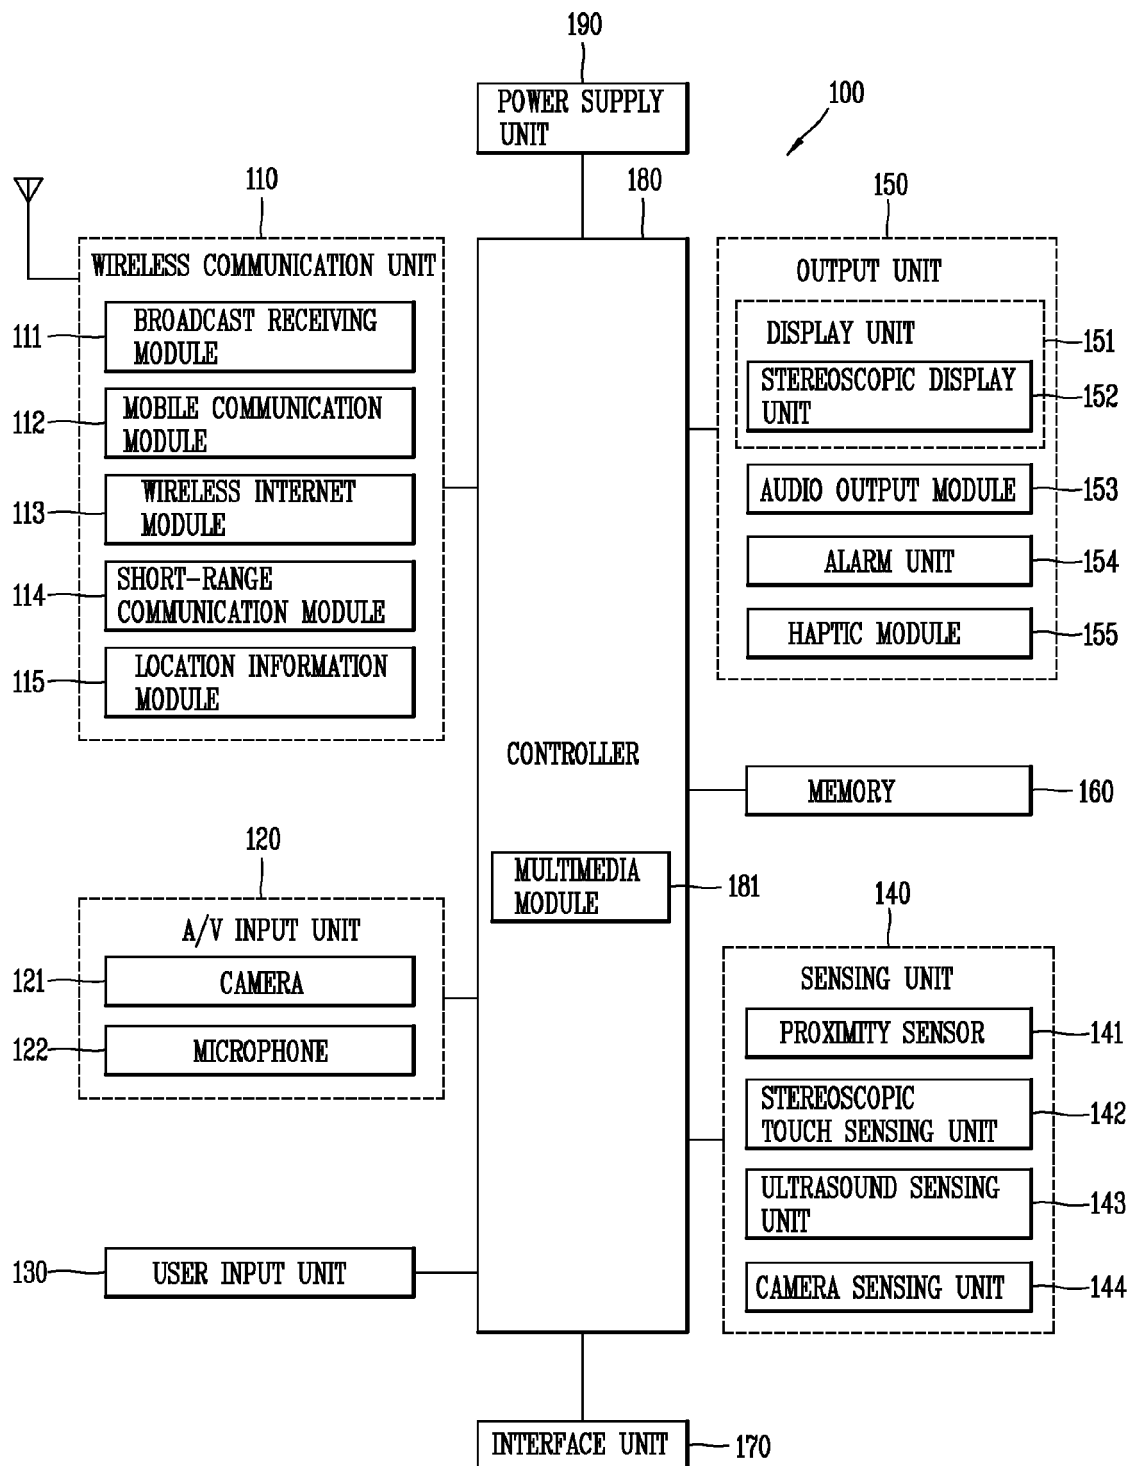 190
POWER SUPPLY
UNIT
100
110
180
150
WIRELESS COMMUNICATION UNIT
111
BROADCAST RECEIVING
MODULE
112
MOBILE COMMUNICATION
MODULE
113
WIRELESS INTERNET
MODULE
114
SHORT-RANGE
COMMUNICATION MODULE
115
LOCATION INFORMATION
MODULE
OUTPUT UNIT
DISPLAY UNIT
151
STEREOSCOPIC DISPLAY
UNIT
152
AUDIO OUTPUT MODULE
153
ALARM UNIT
154
HAPTIC MODULE
155
CONTROLLER
MEMORY
160
MULTIMEDIA
MODULE
181
120
A/V INPUT UNIT
121
CAMERA
122
MICROPHONE
140
SENSING UNIT
PROXIMITY SENSOR
141
STEREOSCOPIC
TOUCH SENSING UNIT
142
ULTRASOUND SENSING
UNIT
143
CAMERA SENSING UNIT
144
130
USER INPUT UNIT
INTERFACE UNIT
170